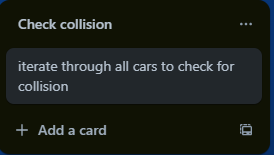 Check collision
iterate through all cars to check for
collision
Add a card